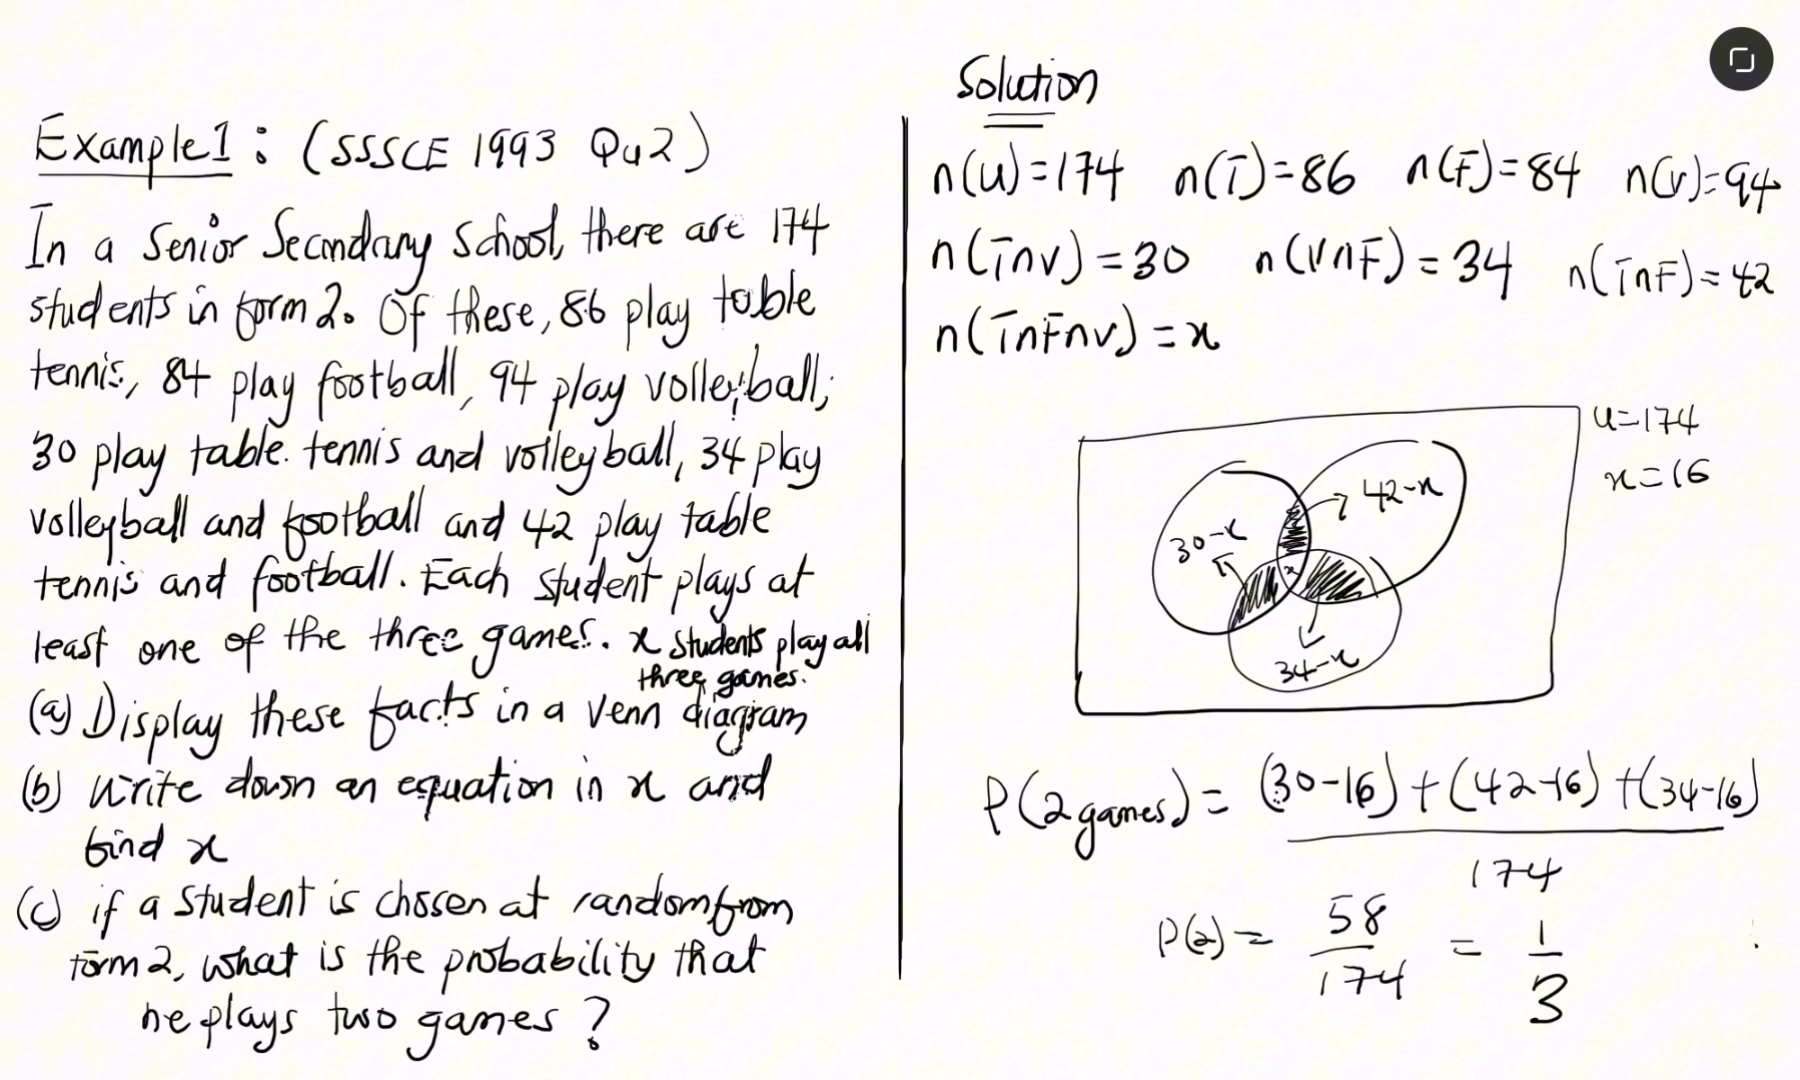 Example 1 : (SSSCE 1993 Qu2)
In a Senior Secondary School, there are 174
students in form 2. Of these, 86 play table
tennis, 84 play football, 94 play volleyball;
30 play table tennis and volleyball, 34 play
volleyball and football and 42 play table
tennis and football. Each student plays at
least one of the three games. x students play all
three games.
(a) Display these facts in a venn diagram
(b) Write down an equation in x and
find x
(c) if a student is chosen at random from
form 2, what is the probability that
he plays two games ?
Solution
n(U)=174 n(T)=86 n(F)=84 n(V)=94
n(T∩V)=30 n(V∩F)=34 n(T∩F)=42
n(T∩F∩V)=x
U=174
x=16
42-x
30-x
x
34-x
P(2 games) = (30-16)+(42-16)+(34-16)
174
P(2) = 58/174 = 1/3